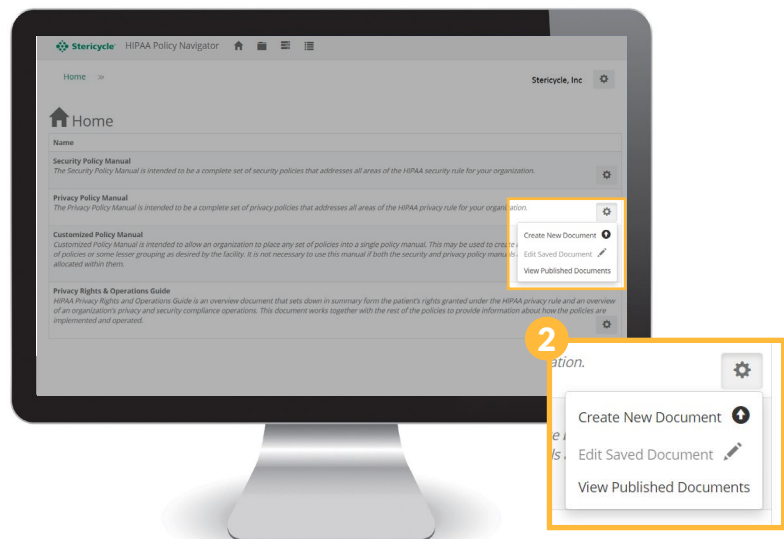 Stericycle HIPAA Policy Navigator
Home »
Stericycle, Inc
Home
Name
Security Policy Manual
The Security Policy Manual is intended to be a complete set of security policies that addresses all areas of the HIPAA security rule for your organization.
Privacy Policy Manual
The Privacy Policy Manual is intended to be a complete set of privacy policies that addresses all areas of the HIPAA privacy rule for your organization.
Create New Document
Edit Saved Document
View Published Documents
Customized Policy Manual
Customized Policy Manual is intended to allow an organization to place any set of policies into a single policy manual. This may be used to create
of policies or some lesser grouping as desired by the facility. It is not necessary to use this manual if both the security and privacy policy manuals
allocated within them.
Privacy Rights & Operations Guide
HIPAA Privacy Rights and Operations Guide is an overview document that sets down in summary form the patient's rights granted under the HIPAA privacy rule and an overview
of an organization's privacy and security compliance operations. This document works together with the rest of the policies to provide information about how the policies are
implemented and operated.
2
ation.
Create New Document
Edit Saved Document
View Published Documents